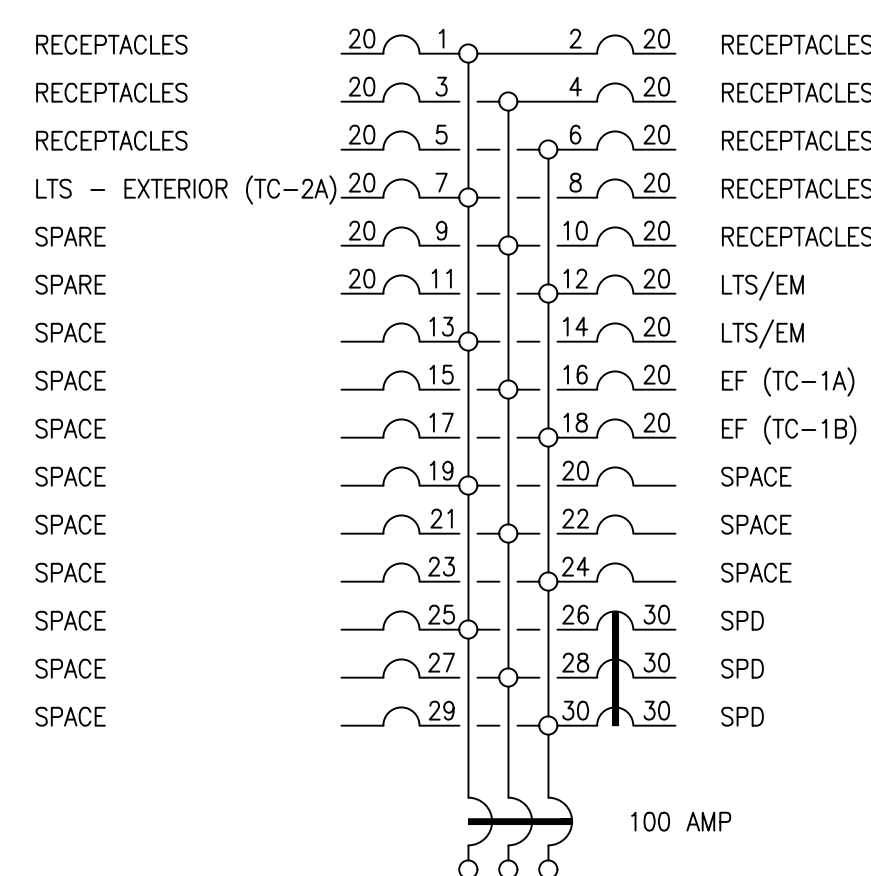 RECEPTACLES 20 1 2 20 RECEPTACLES
RECEPTACLES 20 3 4 20 RECEPTACLES
RECEPTACLES 20 5 6 20 RECEPTACLES
LTS - EXTERIOR (TC-2A) 20 7 8 20 RECEPTACLES
SPARE 20 9 10 20 RECEPTACLES
SPARE 20 11 12 20 LTS/EM
SPACE 13 14 20 LTS/EM
SPACE 15 16 20 EF (TC-1A)
SPACE 17 18 20 EF (TC-1B)
SPACE 19 20 SPACE
SPACE 21 22 SPACE
SPACE 23 24 SPACE
SPACE 25 26 30 SPD
SPACE 27 28 30 SPD
SPACE 29 30 30 SPD
100 AMP